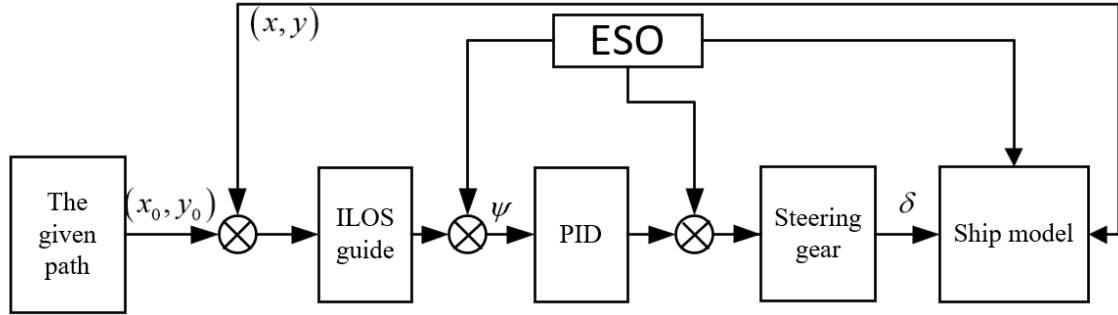 (x, y)
ESO
The
given
path
(x₀, y₀)
ILOS
guide
ψ
PID
Steering
gear
δ
Ship model